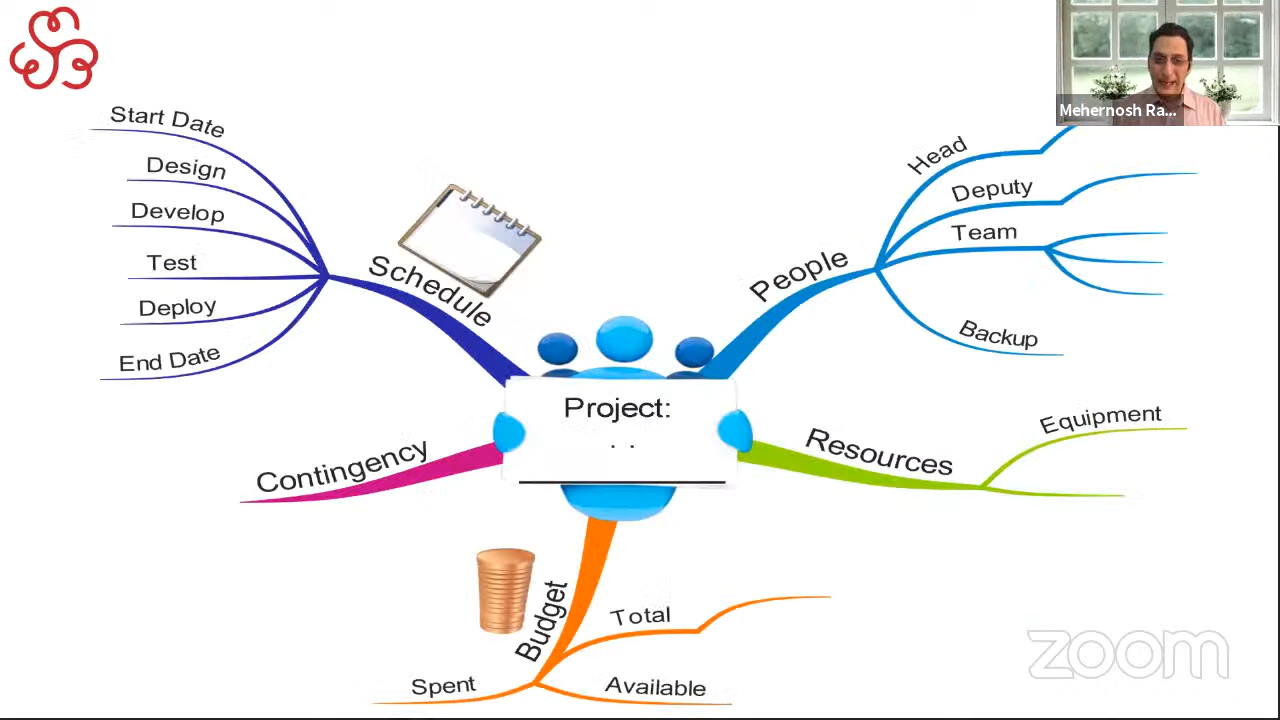 Mehernosh Ra...
Start Date
Design
Develop
Test
Deploy
End Date
Schedule
People
Head
Deputy
Team
Backup
Project:
Contingency
Resources
Equipment
Budget
Total
Spent
Available
zoom